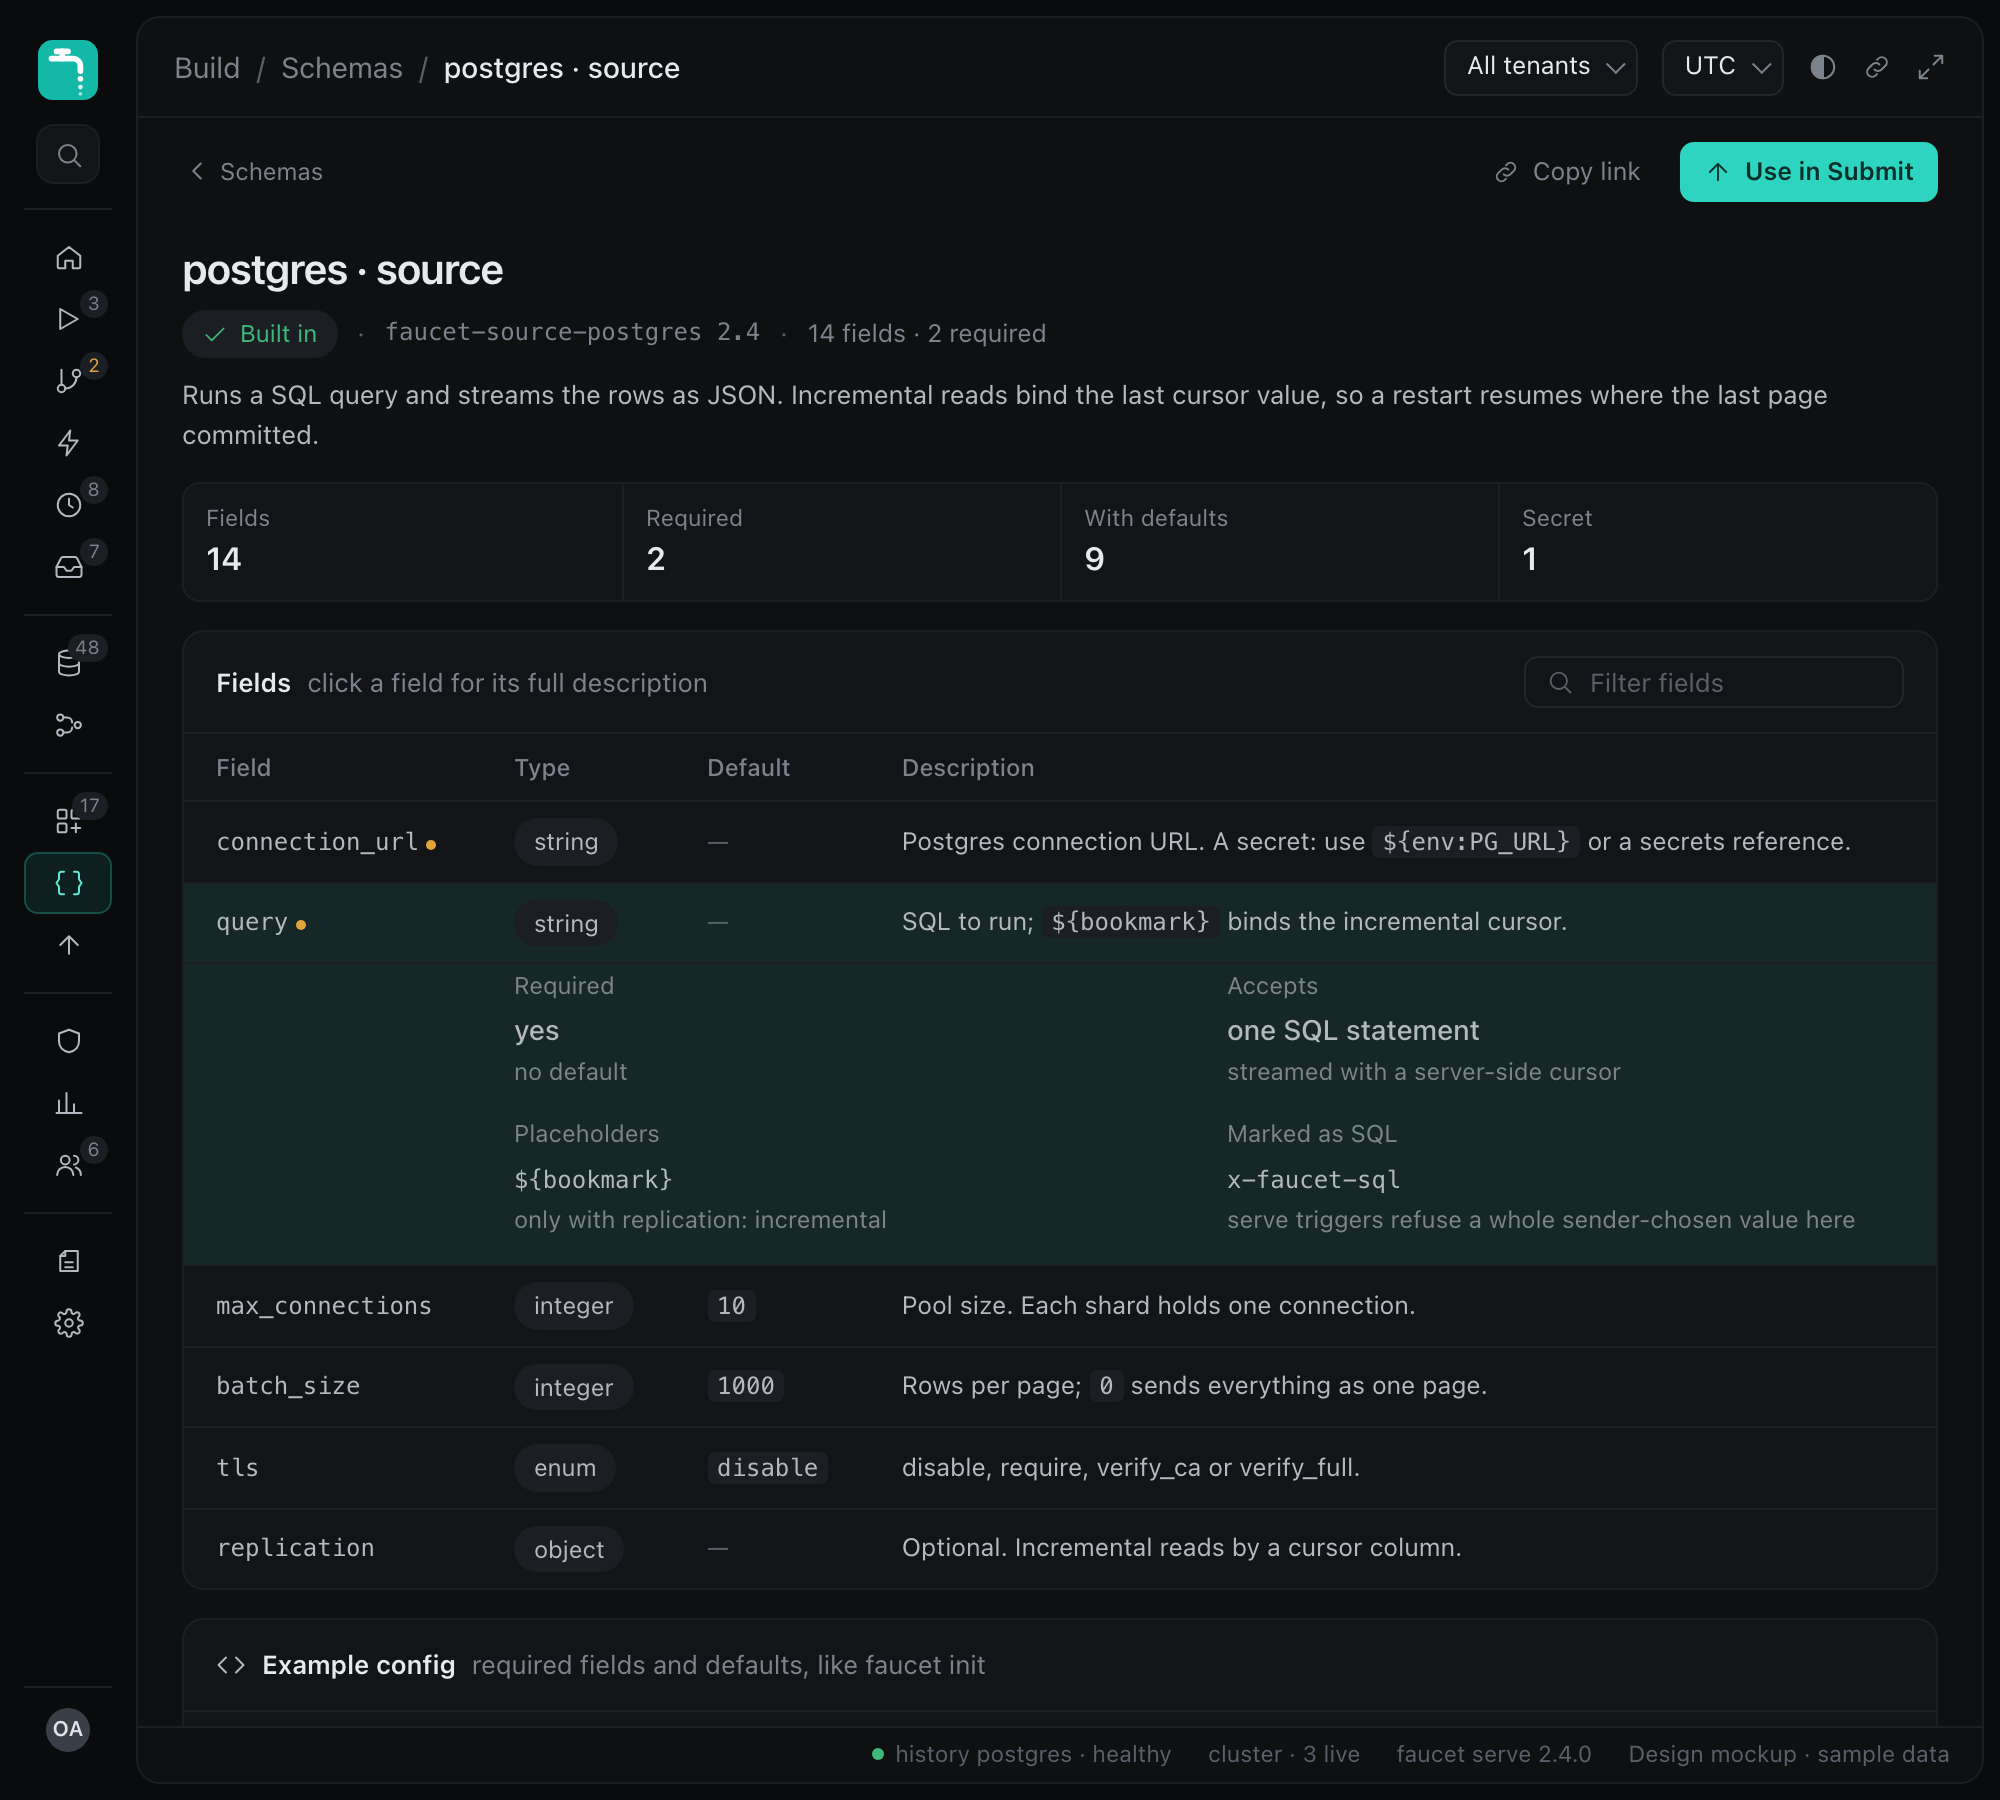 Build / Schemas / postgres · source
All tenants
UTC
Schemas
Copy link
Use in Submit
postgres · source
Built in · faucet-source-postgres 2.4 · 14 fields · 2 required
Runs a SQL query and streams the rows as JSON. Incremental reads bind the last cursor value, so a restart resumes where the last page
committed.
Fields
14
Required
2
With defaults
9
Secret
1
3
2
8
7
48
17
6
OA
Fields click a field for its full description
Filter fields
Field Type Default Description
connection_url string — Postgres connection URL. A secret: use ${env:PG_URL} or a secrets reference.
query string — SQL to run; ${bookmark} binds the incremental cursor.
Required
yes
no default
Accepts
one SQL statement
streamed with a server-side cursor
Placeholders
${bookmark}
only with replication: incremental
Marked as SQL
x-faucet-sql
serve triggers refuse a whole sender-chosen value here
max_connections integer 10 Pool size. Each shard holds one connection.
batch_size integer 1000 Rows per page; 0 sends everything as one page.
tls enum disable disable, require, verify_ca or verify_full.
replication object — Optional. Incremental reads by a cursor column.
Example config required fields and defaults, like faucet init
history postgres · healthy cluster · 3 live faucet serve 2.4.0 Design mockup · sample data